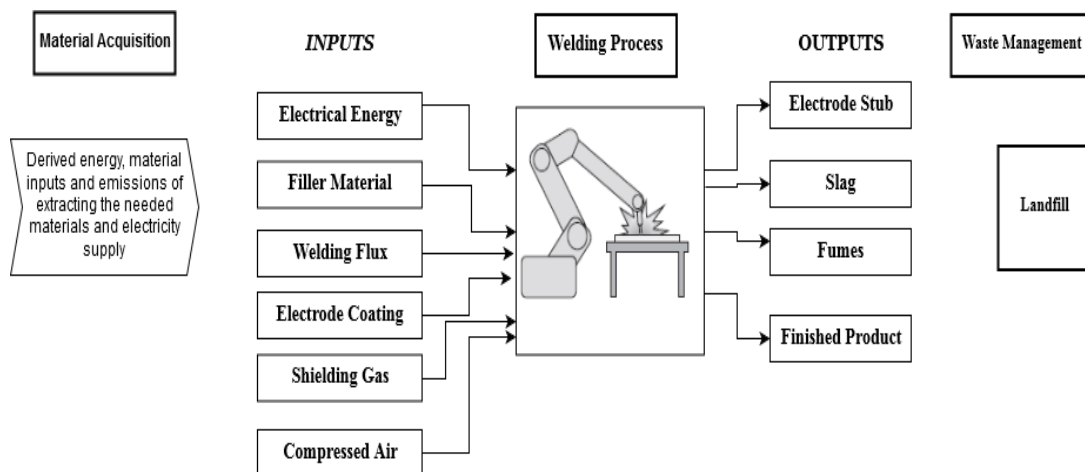 Material Acquisition
INPUTS
Welding Process
OUTPUTS
Waste Management
Derived energy, material
inputs and emissions of
extracting the needed
materials and electricity
supply
Electrical Energy
Filler Material
Welding Flux
Electrode Coating
Shielding Gas
Compressed Air
Electrode Stub
Slag
Fumes
Finished Product
Landfill